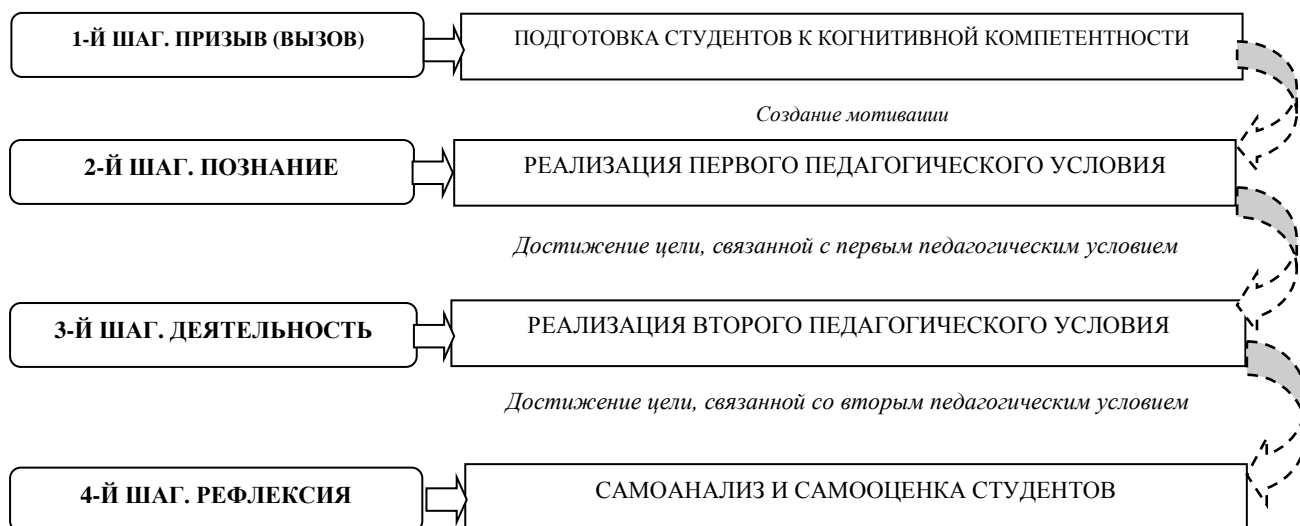 1-Й ШАГ. ПРИЗЫВ (ВЫЗОВ)
ПОДГОТОВКА СТУДЕНТОВ К КОГНИТИВНОЙ КОМПЕТЕНТНОСТИ
Создание мотивации
2-Й ШАГ. ПОЗНАНИЕ
РЕАЛИЗАЦИЯ ПЕРВОГО ПЕДАГОГИЧЕСКОГО УСЛОВИЯ
Достижение цели, связанной с первым педагогическим условием
3-Й ШАГ. ДЕЯТЕЛЬНОСТЬ
РЕАЛИЗАЦИЯ ВТОРОГО ПЕДАГОГИЧЕСКОГО УСЛОВИЯ
Достижение цели, связанной со вторым педагогическим условием
4-Й ШАГ. РЕФЛЕКСИЯ
САМОАНАЛИЗ И САМООЦЕНКА СТУДЕНТОВ